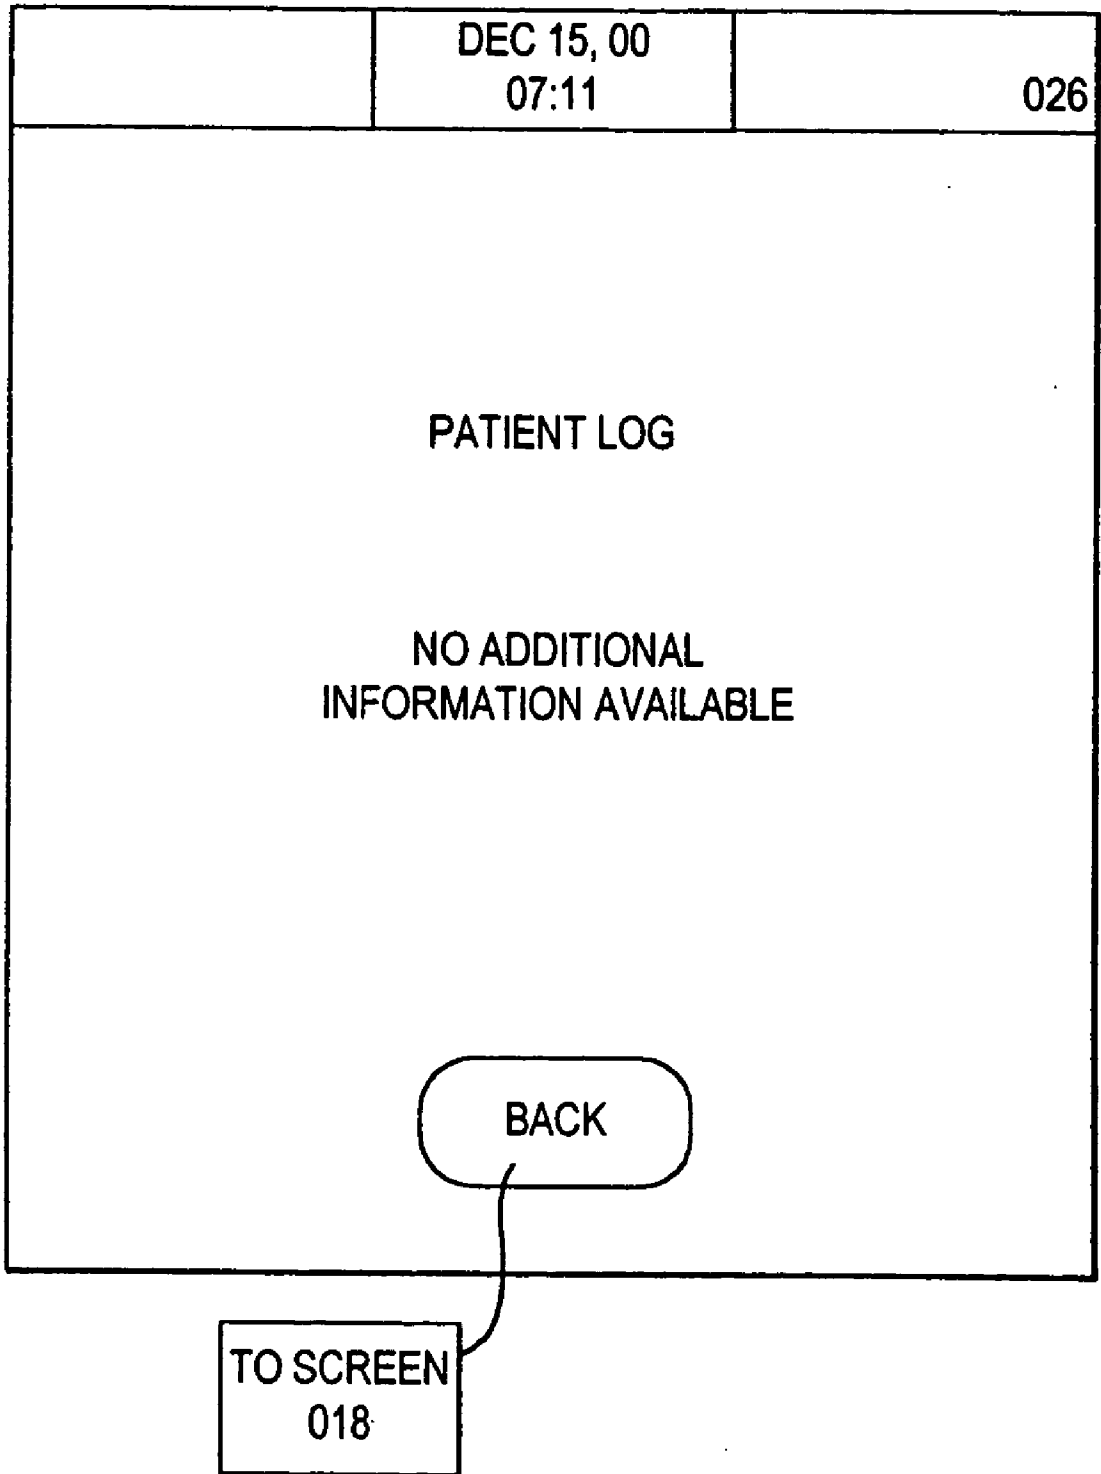 DEC 15, 00
07:11
026
PATIENT LOG
NO ADDITIONAL
INFORMATION AVAILABLE
BACK
TO SCREEN
018